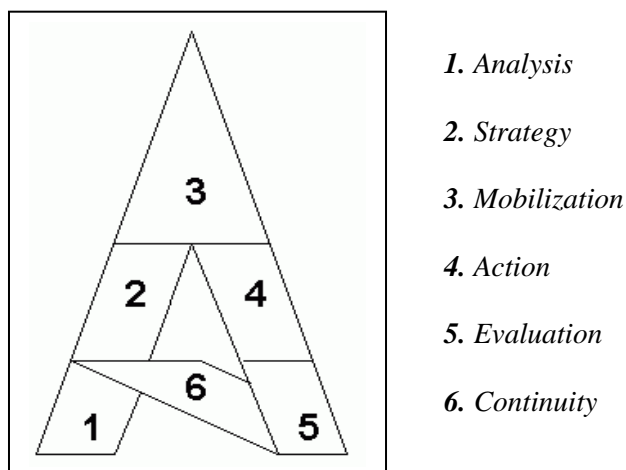 3
2
4
6
1
5
1. Analysis
2. Strategy
3. Mobilization
4. Action
5. Evaluation
6. Continuity